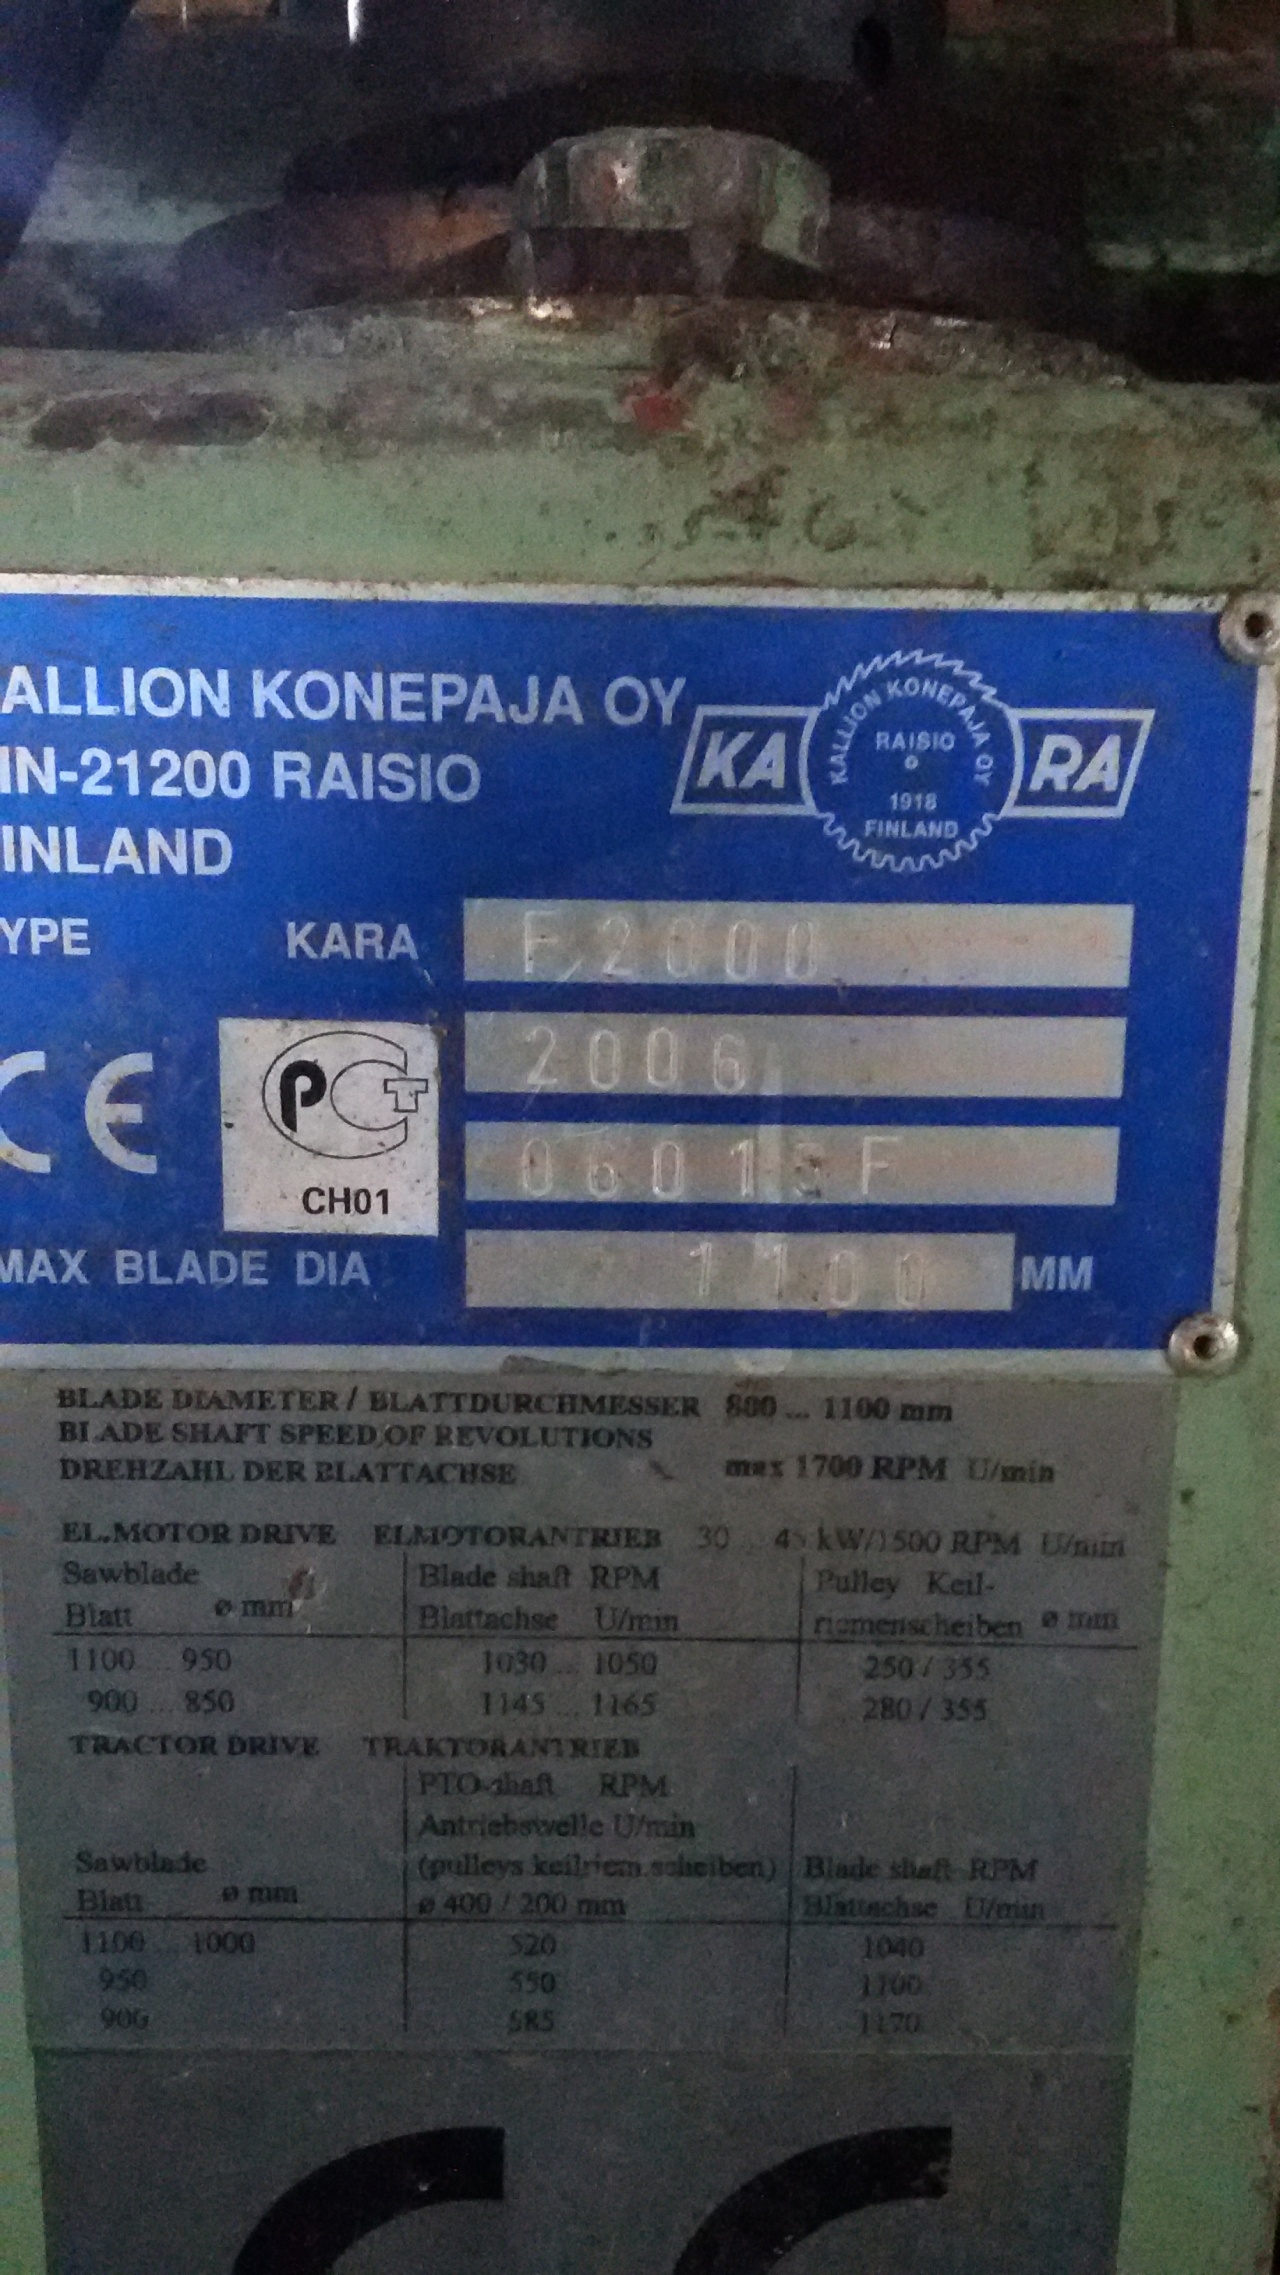 ALLION KONEPAJA OY
IN-21200 RAISIO
INLAND
KA
KALLION KONEPAJA OY
RAISIO
1918
FINLAND
RA
YPE KARA F 2000
2006
CE
PCT
CH01
06015F
MAX BLADE DIA 1100 MM
BLADE DIAMETER / BLATTDURCHMESSER 800 ... 1100 mm
BLADE SHAFT SPEED OF REVOLUTIONS
DREHZAHL DER BLATTACHSE max 1700 RPM U/min
EL.MOTOR DRIVE ELMOTORANTRIEB 30 kW/1500 RPM U/min
Sawblade Blade shaft RPM Pulley Keil-
Blatt ø mm Blattachse U/min riemenscheiben ø mm
1100 ... 950 1030 ... 1050 250 / 355
900 ... 850 1145 ... 1165 280 / 355
TRACTOR DRIVE TRAKTORANTRIEB
PTO-shaft RPM
Antriebswelle U/min
Sawblade (pulleys keilriem.scheiben) Blade shaft RPM
Blatt ø mm ø 400 / 200 mm Blattachse U/min
1100 ... 1000 520 1040
950 550 1100
900 585 1170